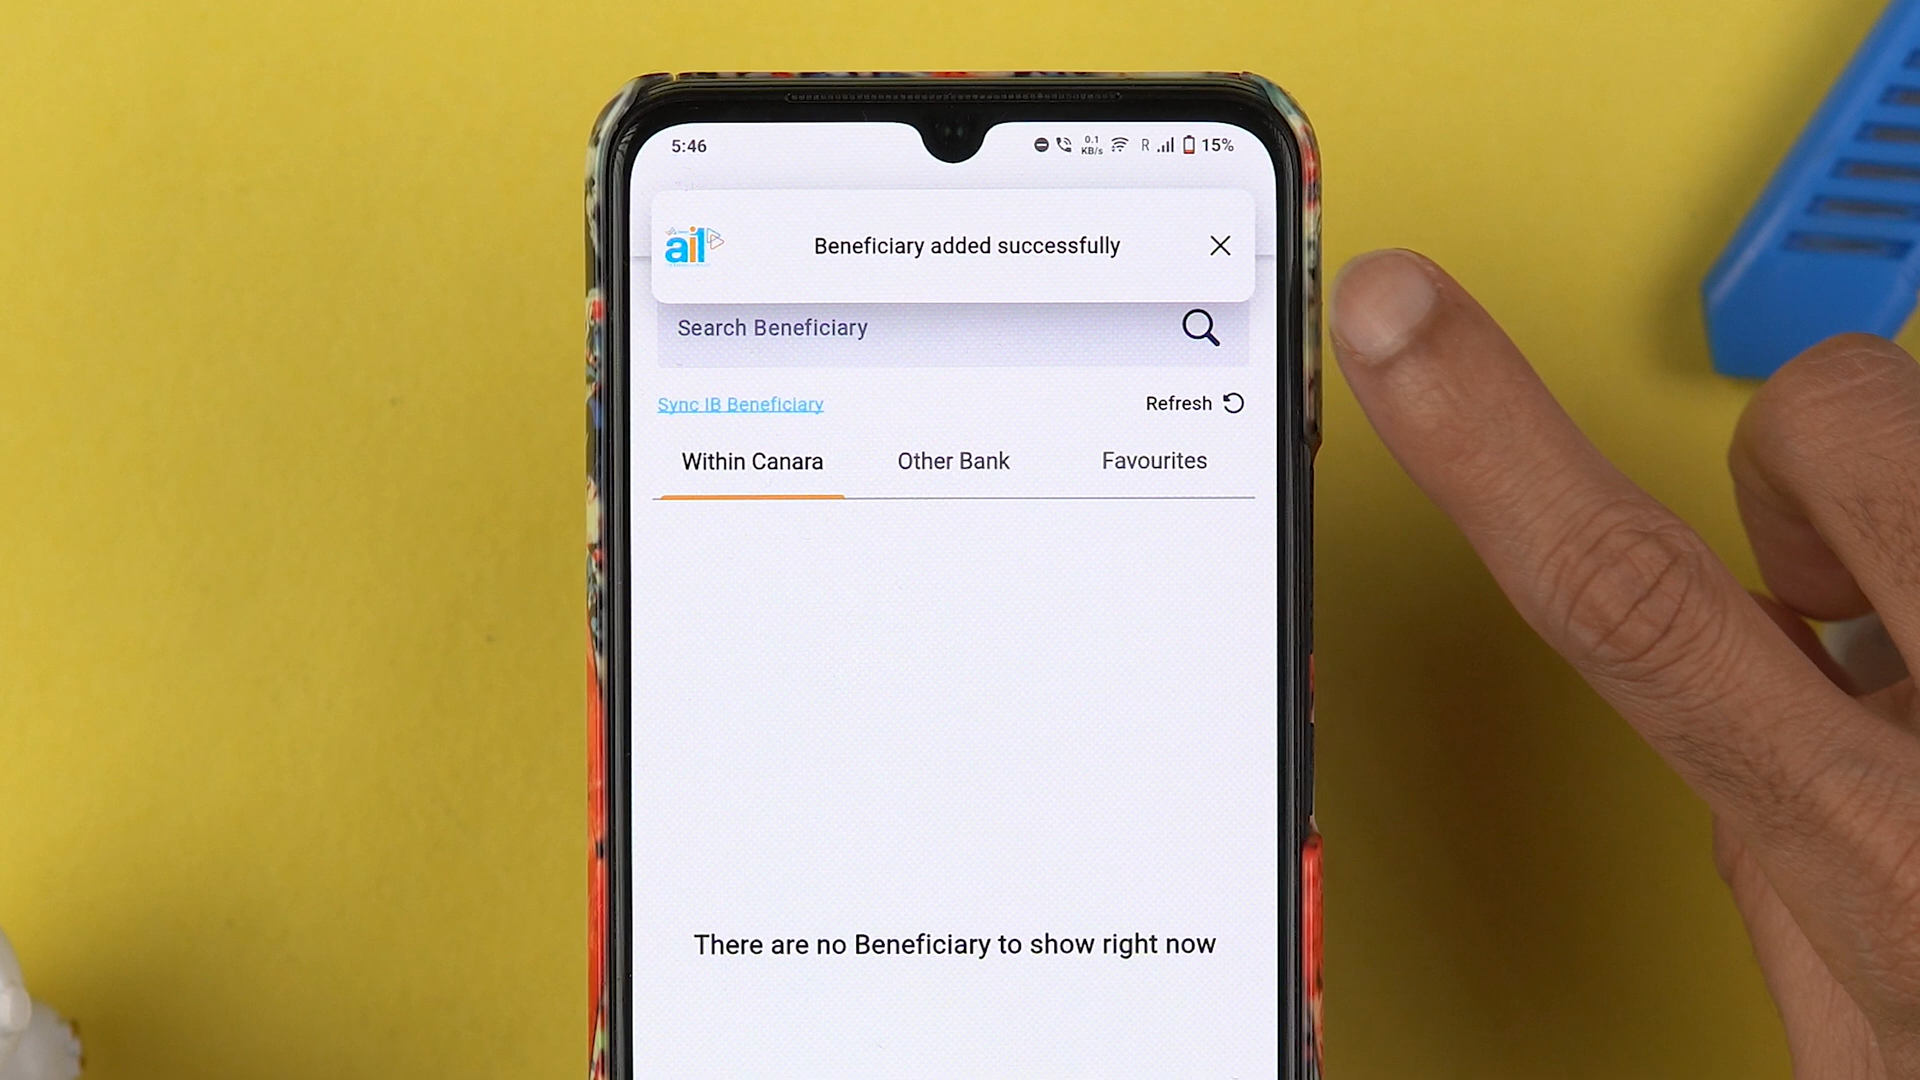 5:46
0.1
KB/s
R
15%
ai1
Beneficiary added successfully
Search Beneficiary
Sync IB Beneficiary
Refresh
Within Canara
Other Bank
Favourites
There are no Beneficiary to show right now